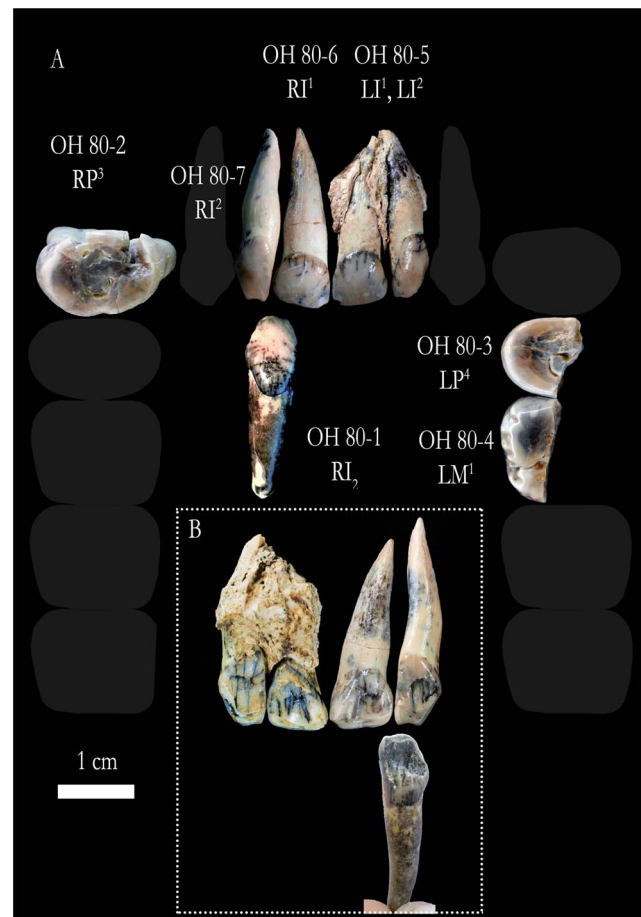 A
OH 80-6
RI¹
OH 80-5
LI¹, LI²
OH 80-2
RP³
OH 80-7
RI²
OH 80-3
LP⁴
OH 80-1
RI₂
OH 80-4
LM¹
B
1 cm